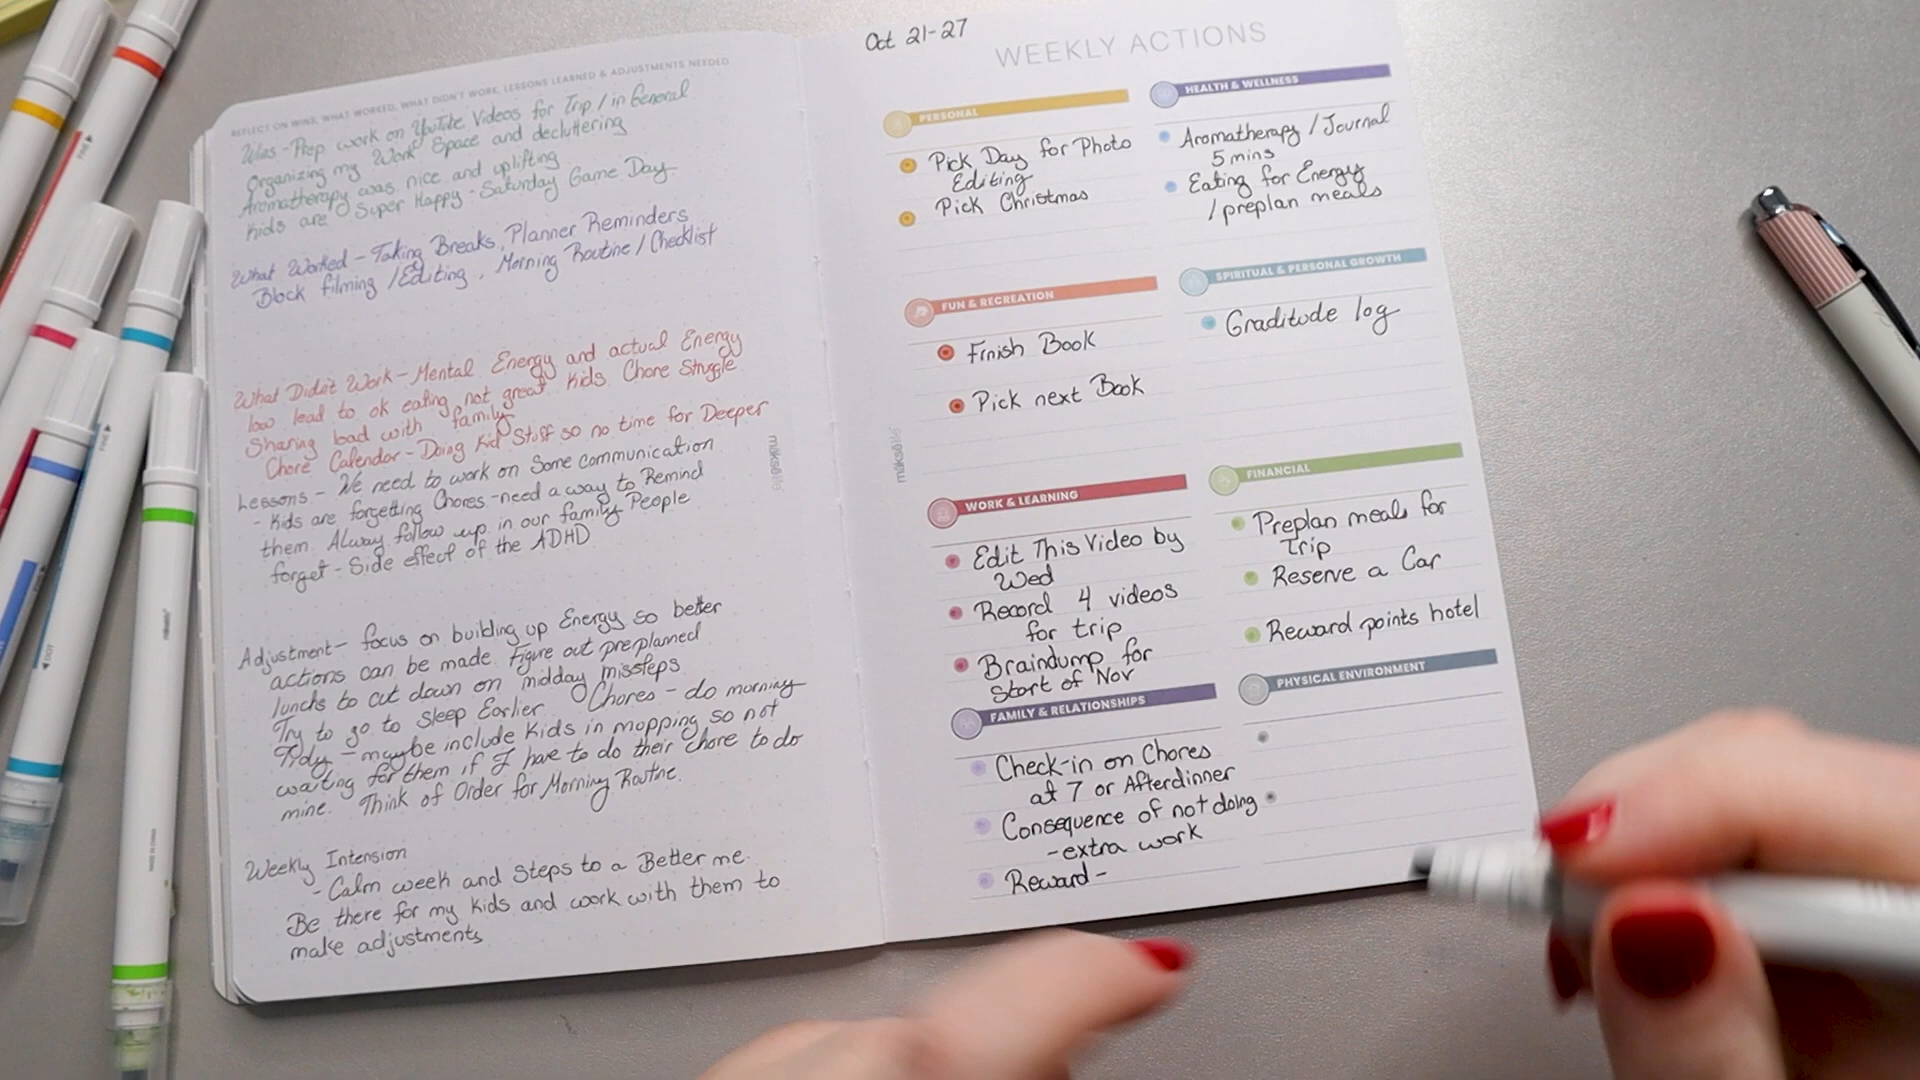 REFLECT ON WINS, WHAT WORKED, WHAT DIDN'T WORK, LESSONS LEARNED & ADJUSTMENTS NEEDED
Wins - Prep work on YouTube Videos for Trip / in General
Organizing my Work Space and decluttering
Aromatherapy was nice and uplifting
kids are Super Happy - Saturday Game Day
What Worked - Taking Breaks, Planner Reminders
Block filming / Editing, Morning Routine / Checklist
What Didn't Work - Mental Energy and actual Energy
low lead to ok eating not great. Kids Chore Struggle
Sharing load with family
Chore Calendar - Doing Kid Stuff so no time for Deeper
Lessons - We need to work on Some communication
- Kids are forgetting Chores - need a way to Remind
them. Alway follow up in our family People
forget - Side effect of the ADHD
Adjustment - focus on building up Energy so better
actions can be made. Figure out preplanned
lunchs to cut down on midday missteps
Try to go to Sleep Earlier. Chores - do morning
Tidy - maybe include Kids in mopping so not
waiting for them if I have to do their chore to do
mine. Think of Order for Morning Routine.
Weekly Intension
- Calm week and Steps to a Better me.
Be there for my Kids and work with them to
make adjustments
makselife
Oct 21-27
WEEKLY ACTIONS
PERSONAL
Pick Day for Photo
Editing
Pick Christmas
HEALTH & WELLNESS
Aromatherapy / Journal
5 mins
Eating for Energy
/ preplan meals
FUN & RECREATION
Finish Book
Pick next Book
SPIRITUAL & PERSONAL GROWTH
Graditude log
makselife
WORK & LEARNING
Edit This Video by
Wed
Record 4 videos
for trip
Braindump for
Start of Nov
FINANCIAL
Preplan meals for
Trip
Reserve a Car
Reward points hotel
FAMILY & RELATIONSHIPS
Check-in on Chores
at 7 or Afterdinner
Consequence of not doing
- extra work
Reward -
PHYSICAL ENVIRONMENT
FINE
FINE
DOT